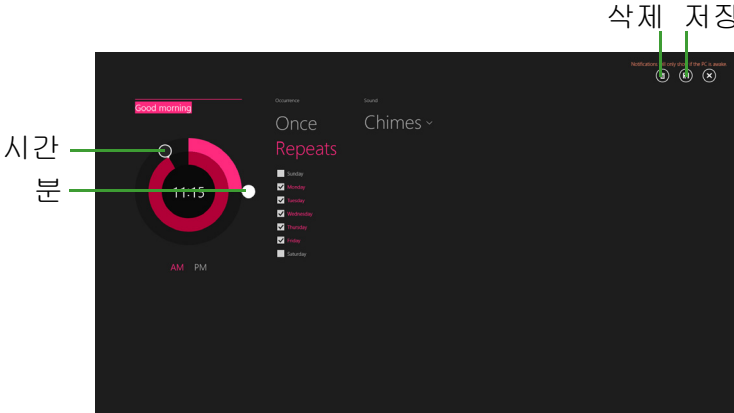 삭제 저장
Notifications will only show if the PC is awake
Good morning
Occurrence
Sound
Once
Chimes
Repeats
시간
분
11:15
Sunday
Monday
Tuesday
Wednesday
Thursday
Friday
Saturday
AM PM